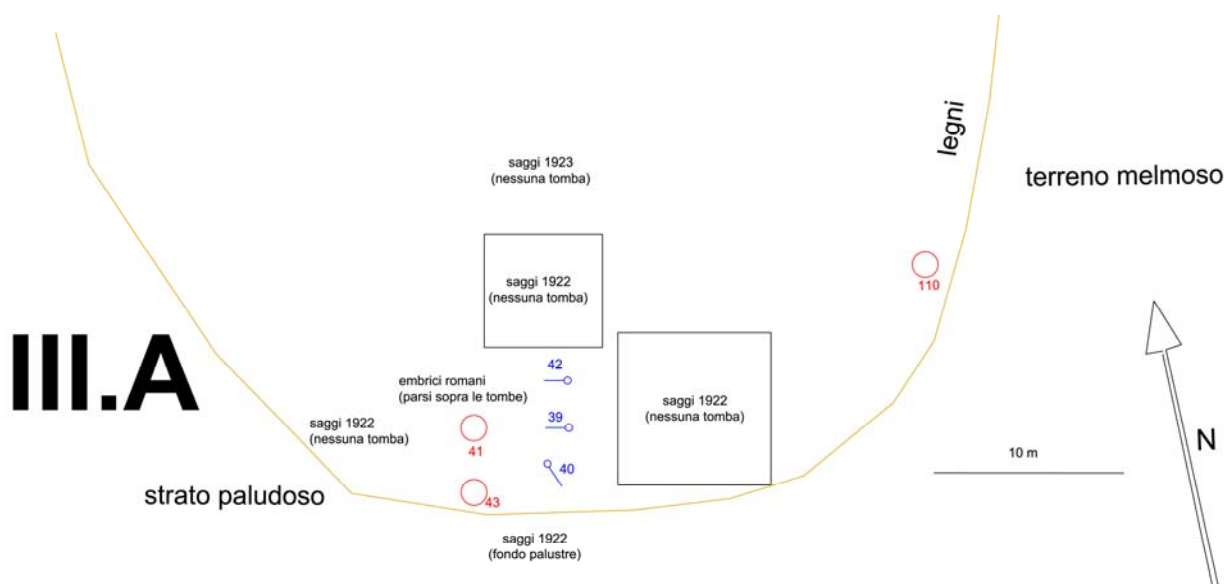 legni
saggi 1923
(nessuna tomba)
terreno melmoso
saggi 1922
(nessuna tomba)
110
III.A
42
embrici romani
(parsi sopra le tombe)
saggi 1922
(nessuna tomba)
saggi 1922
(nessuna tomba)
39
41
N
10 m
40
strato paludoso
43
saggi 1922
(fondo palustre)